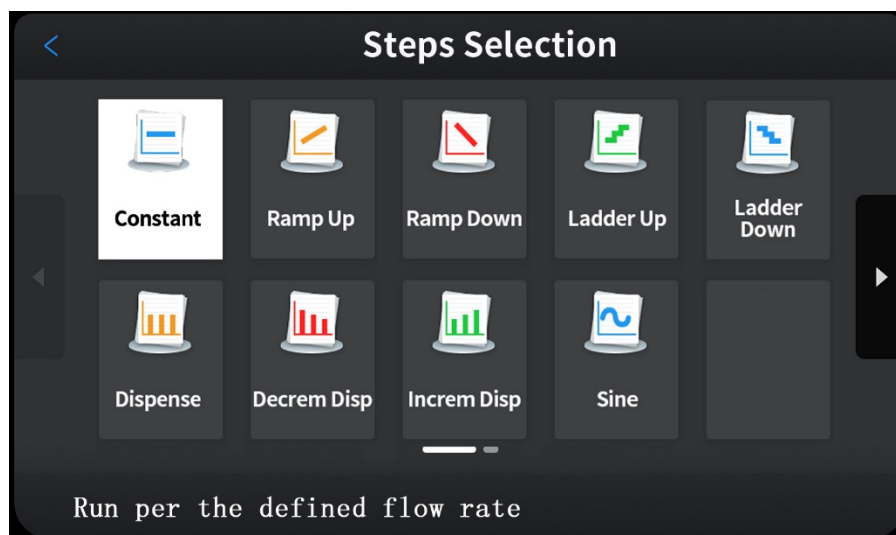 Steps Selection
Constant
Ramp Up
Ramp Down
Ladder Up
Ladder
Down
Dispense
Decrem Disp
Increm Disp
Sine
Run per the defined flow rate